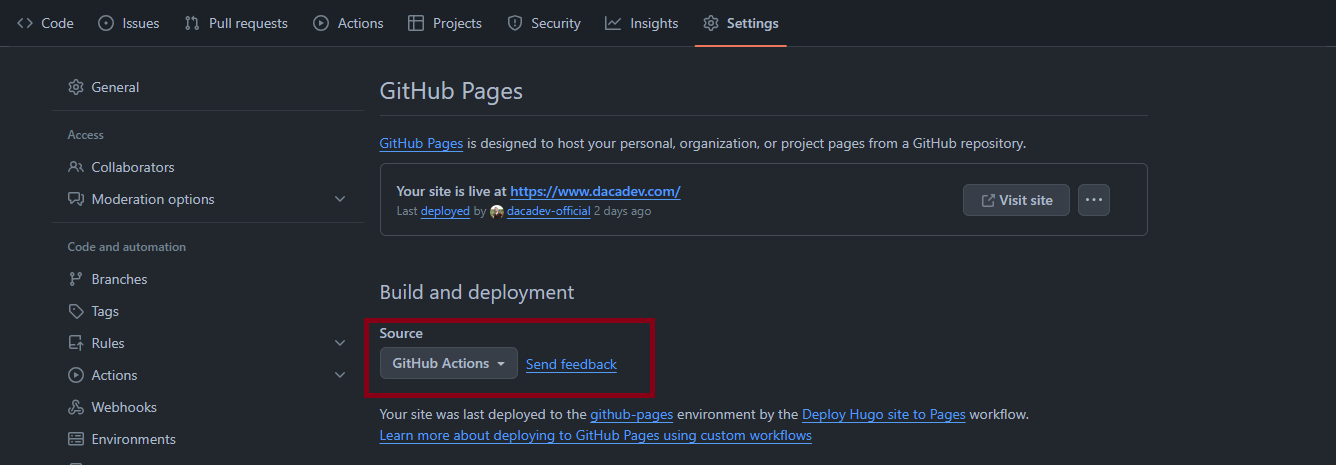 Code Issues Pull requests Actions Projects Security Insights Settings
General
Access
Collaborators
Moderation options
Code and automation
Branches
Tags
Rules
Actions
Webhooks
Environments
GitHub Pages
GitHub Pages is designed to host your personal, organization, or project pages from a GitHub repository.
Your site is live at https://www.dacadev.com/
Last deployed by dacadev-official 2 days ago
Visit site
Build and deployment
Source
GitHub Actions Send feedback
Your site was last deployed to the github-pages environment by the Deploy Hugo site to Pages workflow.
Learn more about deploying to GitHub Pages using custom workflows